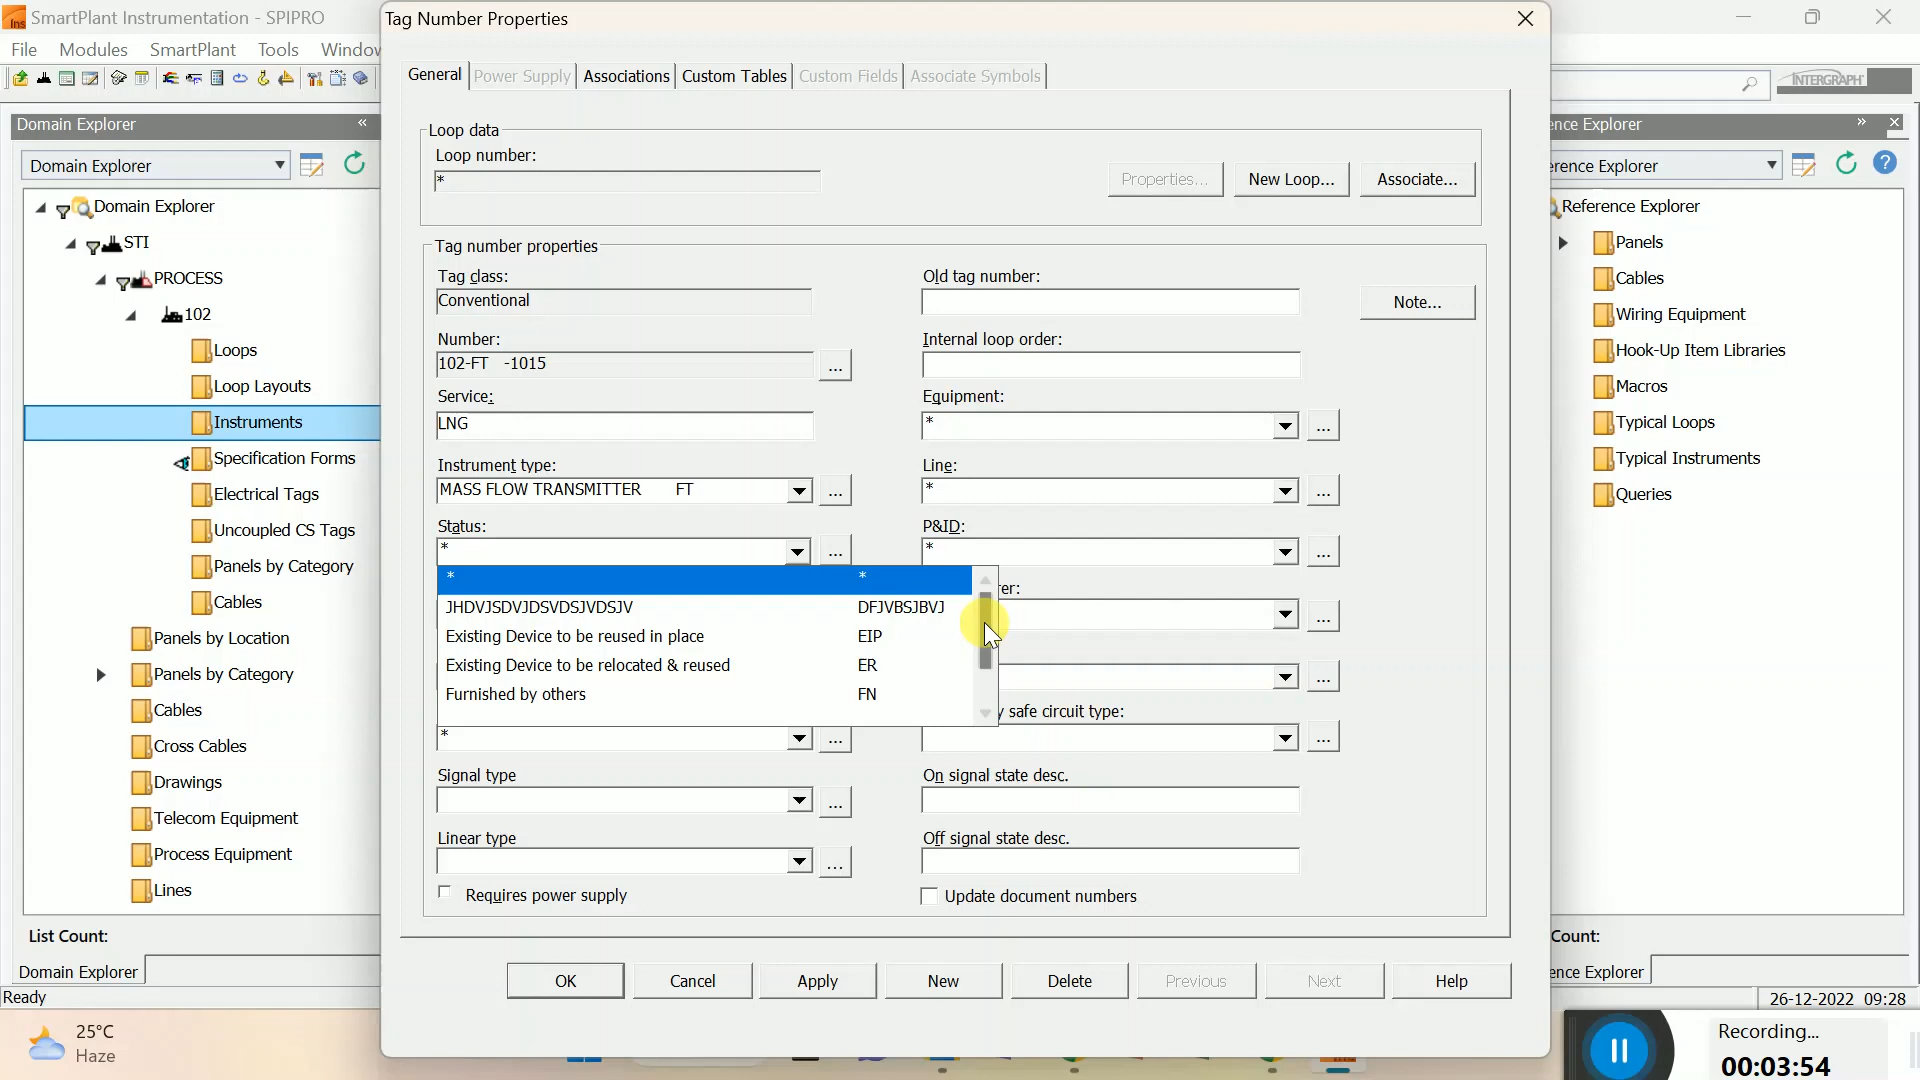 SmartPlant Instrumentation - SPIPRO
File Modules SmartPlant Tools Window
INTERGRAPH
Domain Explorer «
Domain Explorer
Domain Explorer
STI
PROCESS
102
Loops
Loop Layouts
Instruments
Specification Forms
Electrical Tags
Uncoupled CS Tags
Panels by Category
Cables
Panels by Location
Panels by Category
Cables
Cross Cables
Drawings
Telecom Equipment
Process Equipment
Lines
List Count:
Domain Explorer
Ready
25°C
Haze
Tag Number Properties
General Power Supply Associations Custom Tables Custom Fields Associate Symbols
Loop data
Loop number:
*
Properties... New Loop... Associate...
Tag number properties
Tag class: Old tag number:
Conventional Note...
Number: Internal loop order:
102-FT -1015 ...
Service: Equipment:
LNG * ...
Instrument type: Line:
MASS FLOW TRANSMITTER FT ... * ...
Status: P&ID:
* ... * ...
* *
JHDVJSDVJDSVDSJVDSJV DFJVBSJBVJ
Existing Device to be reused in place EIP
Existing Device to be relocated & reused ER
Furnished by others FN
rer:
...
...
y safe circuit type:
* ... ...
Signal type On signal state desc.
...
Linear type Off signal state desc.
...
Requires power supply Update document numbers
OK Cancel Apply New Delete Previous Next Help
ence Explorer »
erence Explorer ?
Reference Explorer
Panels
Cables
Wiring Equipment
Hook-Up Item Libraries
Macros
Typical Loops
Typical Instruments
Queries
Count:
ence Explorer
26-12-2022 09:28
Recording...
00:03:54